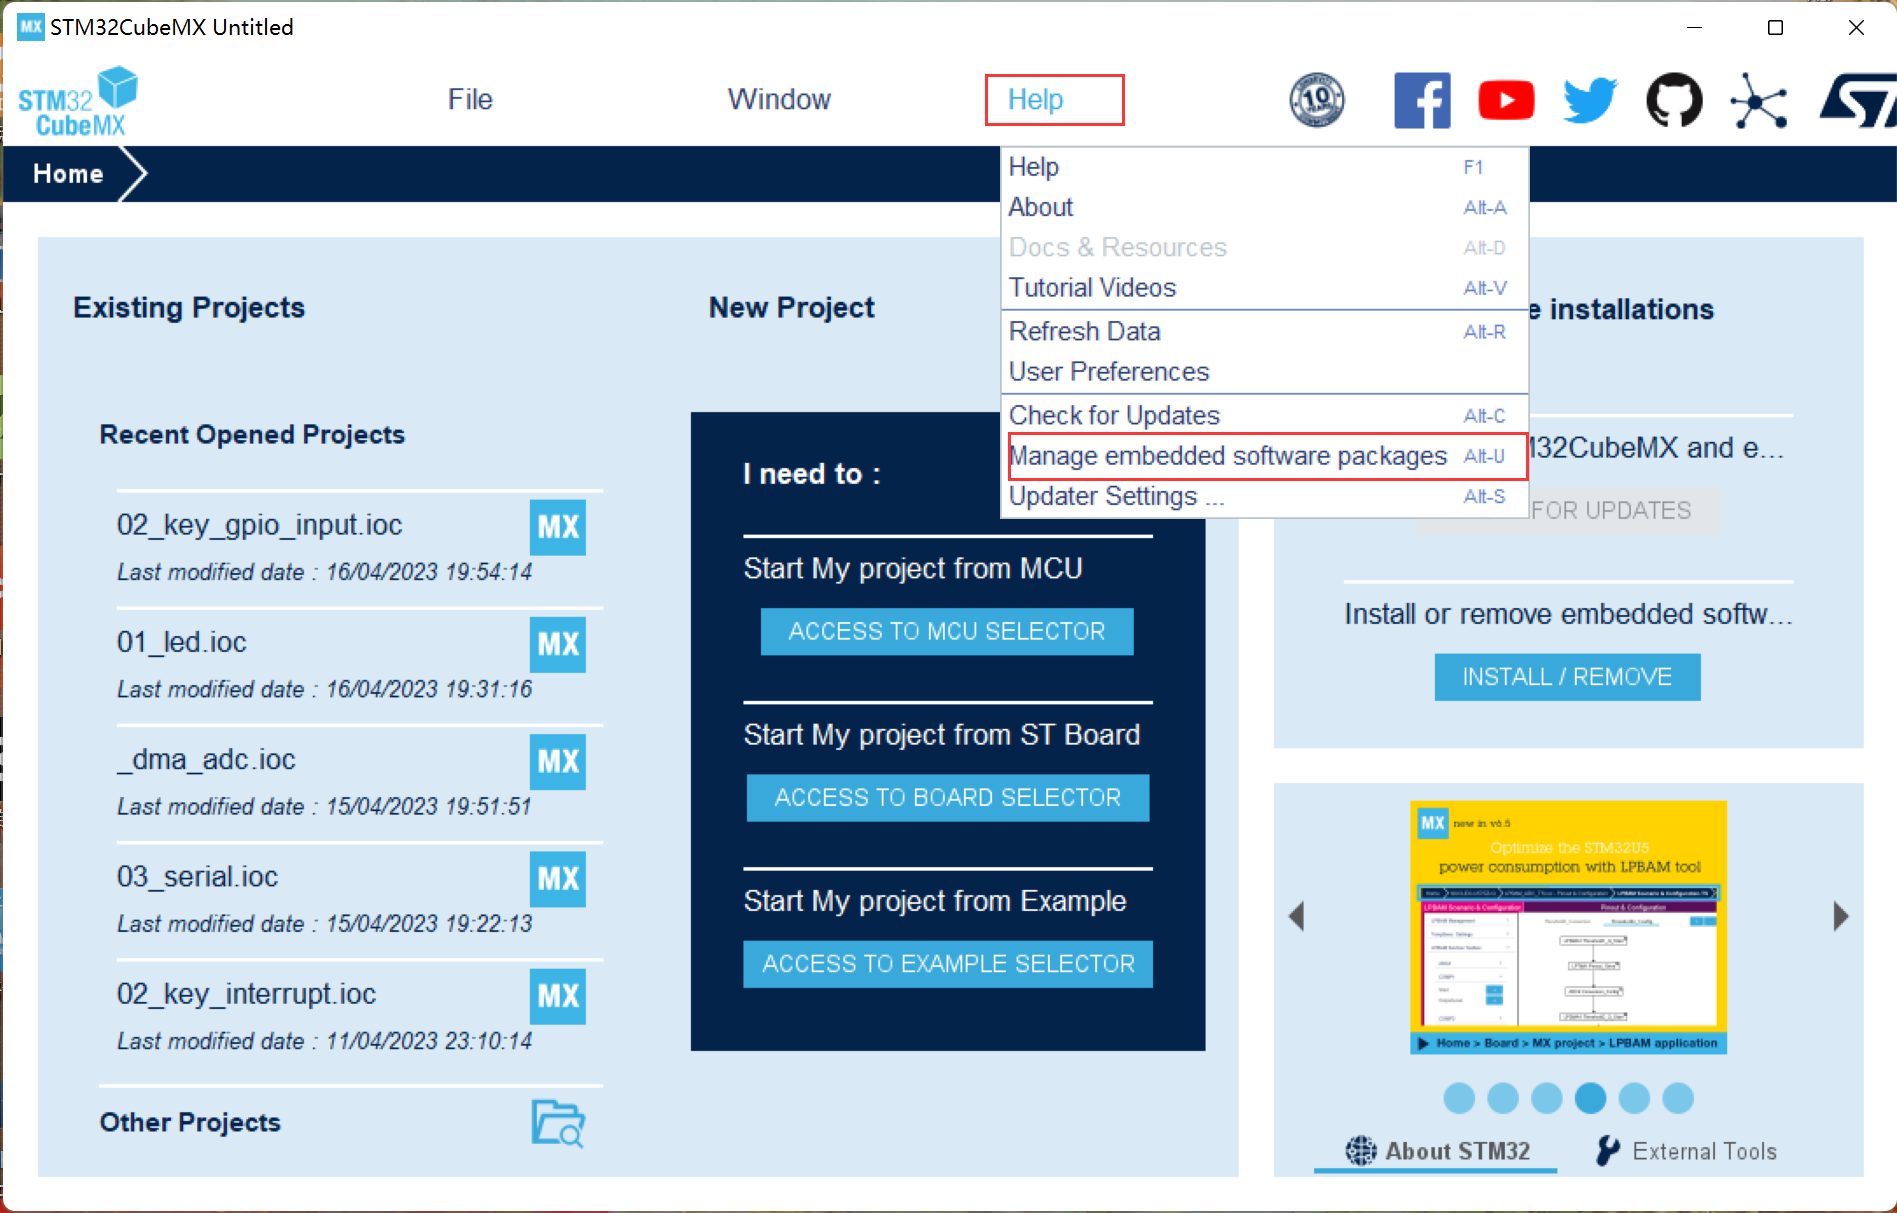 MX STM32CubeMX Untitled
STM32
CubeMX
File
Window
Help
10
YEARS
Home
Help F1
About Alt-A
Docs & Resources Alt-D
Tutorial Videos Alt-V
Refresh Data Alt-R
User Preferences
Check for Updates Alt-C
Manage embedded software packages Alt-U
Updater Settings ... Alt-S
Existing Projects
Recent Opened Projects
02_key_gpio_input.ioc
MX
Last modified date : 16/04/2023 19:54:14
01_led.ioc
MX
Last modified date : 16/04/2023 19:31:16
_dma_adc.ioc
MX
Last modified date : 15/04/2023 19:51:51
03_serial.ioc
MX
Last modified date : 15/04/2023 19:22:13
02_key_interrupt.ioc
MX
Last modified date : 11/04/2023 23:10:14
Other Projects
New Project
I need to :
Start My project from MCU
ACCESS TO MCU SELECTOR
Start My project from ST Board
ACCESS TO BOARD SELECTOR
Start My project from Example
ACCESS TO EXAMPLE SELECTOR
e installations
M32CubeMX and e...
FOR UPDATES
Install or remove embedded softw...
INSTALL / REMOVE
MX new in v6.5
Optimize the STM32U5
power consumption with LPBAM tool
LPBAM Scenario & Configuration
Pinout & Configuration
Home > Board > MX project > LPBAM application
About STM32
External Tools